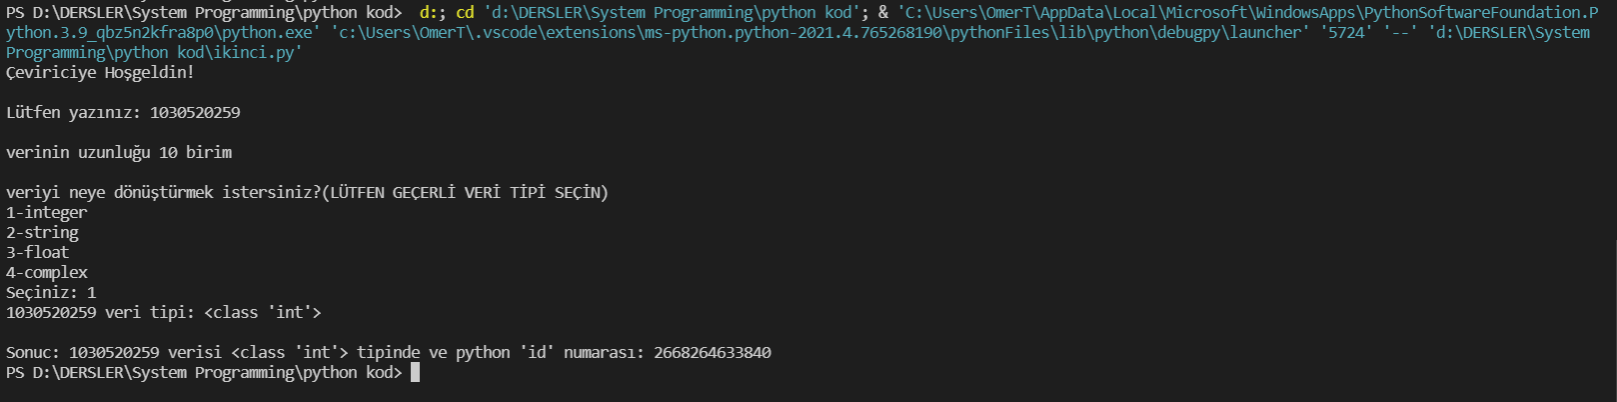 PS D:\DERSLER\System Programming\python kod>  d:; cd 'd:\DERSLER\System Programming\python kod'; & 'C:\Users\OmerT\AppData\Local\Microsoft\WindowsApps\PythonSoftwareFoundation.P
ython.3.9_qbz5n2kfra8p0\python.exe' 'c:\Users\OmerT\.vscode\extensions\ms-python.python-2021.4.765268190\pythonFiles\lib\python\debugpy\launcher' '5724' '--' 'd:\DERSLER\System
Programming\python kod\ikinci.py'
Çeviriciye Hoşgeldin!
Lütfen yazınız: 1030520259
verinin uzunluğu 10 birim
veriyi neye dönüştürmek istersiniz?(LÜTFEN GEÇERLİ VERİ TİPİ SEÇİN)
1-integer
2-string
3-float
4-complex
Seçiniz: 1
1030520259 veri tipi: <class 'int'>
Sonuc: 1030520259 verisi <class 'int'> tipinde ve python 'id' numarası: 2668264633840
PS D:\DERSLER\System Programming\python kod>